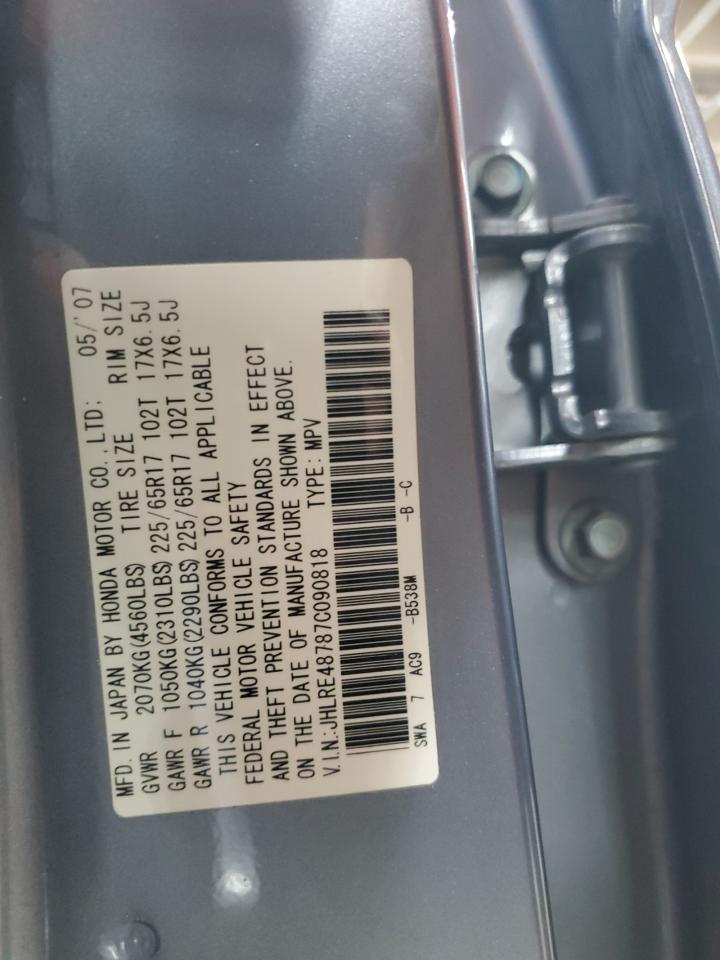 MFD. IN JAPAN BY HONDA MOTOR CO., LTD; 05/'07
GVWR 2070KG(4560LBS) TIRE SIZE RIM SIZE
GAWR F 1050KG(2310LBS) 225/65R17 102T 17X6.5J
GAWR R 1040KG(2290LBS) 225/65R17 102T 17X6.5J
THIS VEHICLE CONFORMS TO ALL APPLICABLE
FEDERAL MOTOR VEHICLE SAFETY
AND THEFT PREVENTION STANDARDS IN EFFECT
ON THE DATE OF MANUFACTURE SHOWN ABOVE.
V.I.N.:JHLRE48787C090818 TYPE: MPV
SWA 7 AC9 -B538M -B -C